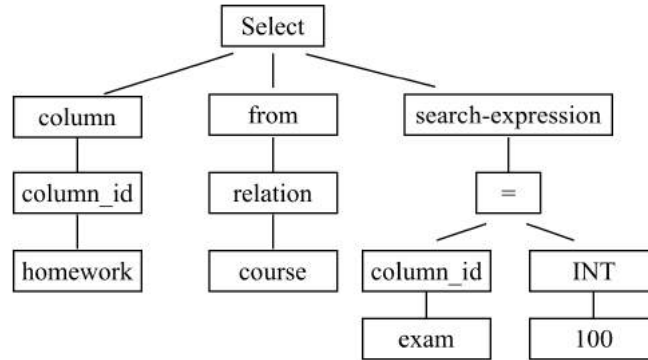 Select
column from search-expression
column_id relation =
homework course column_id INT
exam 100